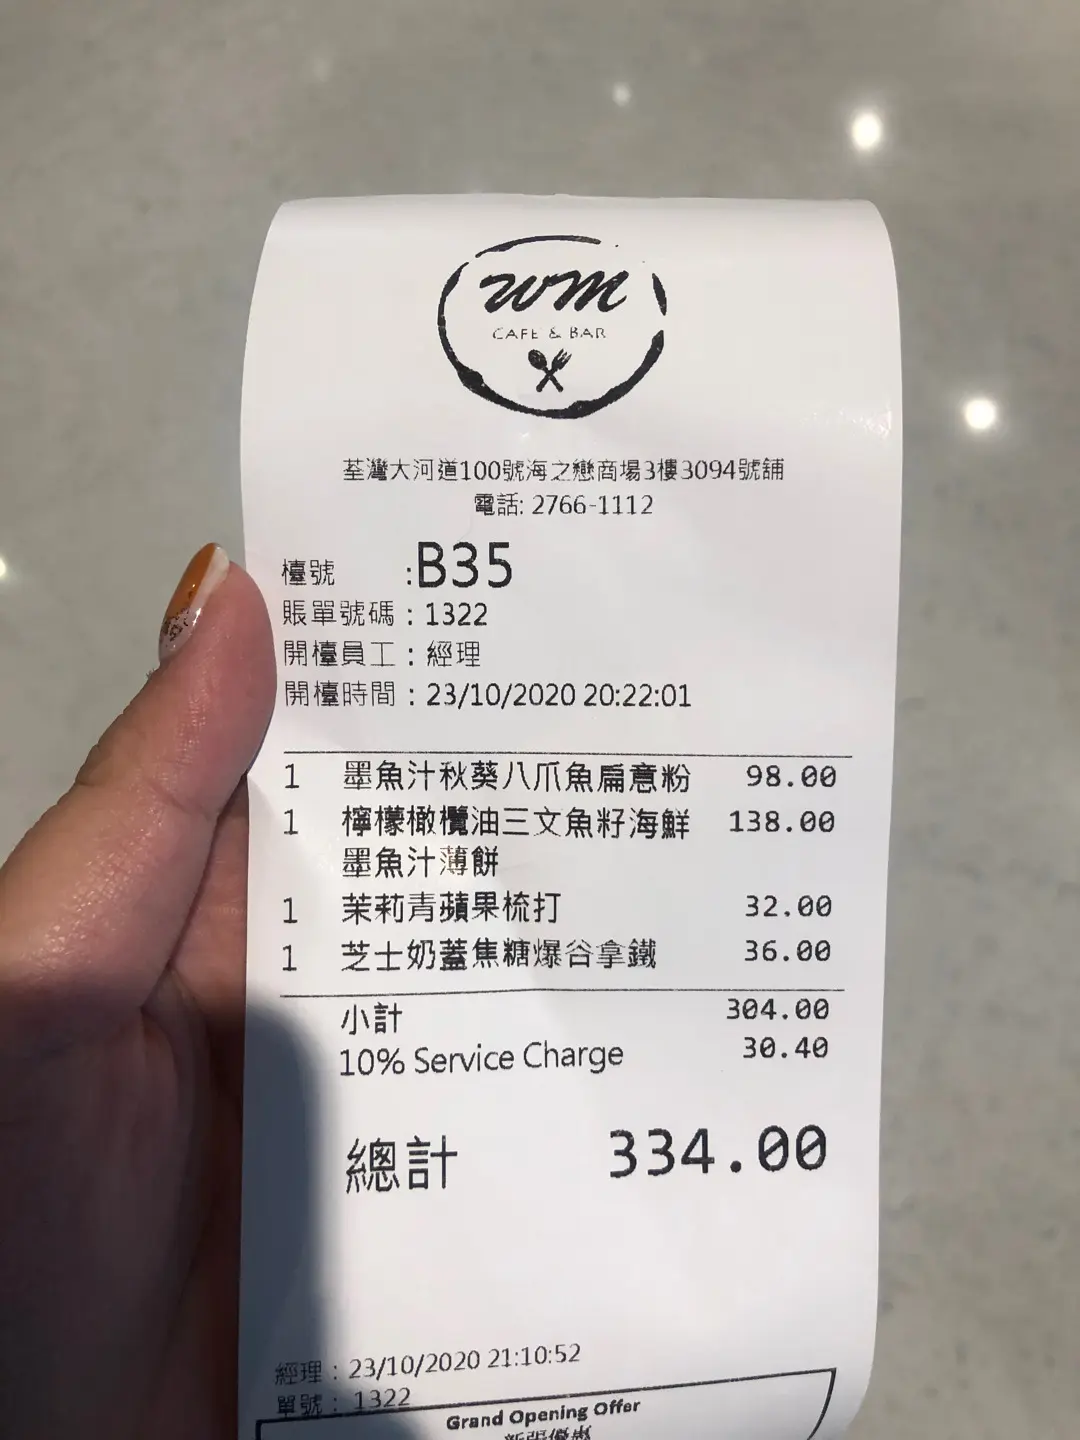 WM
CAFE & BAR
荃灣大河道100號海之戀商場3樓3094號舖
電話: 2766-1112
檯號 :B35
賬單號碼 : 1322
開檯員工 : 經理
開檯時間 : 23/10/2020 20:22:01
1 墨魚汁秋葵八爪魚扁意粉 98.00
1 檸檬橄欖油三文魚籽海鮮 138.00
墨魚汁薄餅
1 茉莉青蘋果梳打 32.00
1 芝士奶蓋焦糖爆谷拿鐵 36.00
小計 304.00
10% Service Charge 30.40
總計 334.00
經理 : 23/10/2020 21:10:52
單號 : 1322
Grand Opening Offer
新張優惠